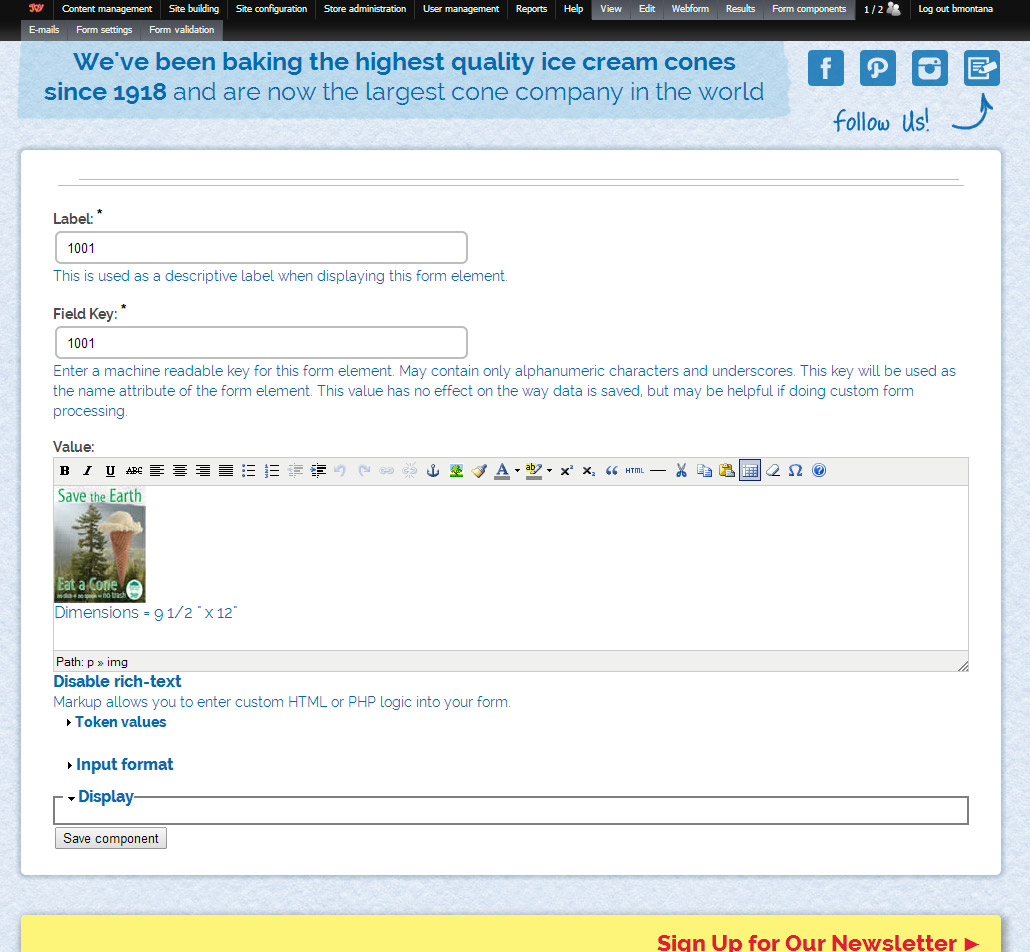 Content management Site building Site configuration Store administration User management Reports Help View Edit Webform Results Form components 1 / 2 Log out bmontana
E-mails Form settings Form validation
We've been baking the highest quality ice cream cones
since 1918 and are now the largest cone company in the world
follow Us!
Label: *
1001
This is used as a descriptive label when displaying this form element.
Field Key: *
1001
Enter a machine readable key for this form element. May contain only alphanumeric characters and underscores. This key will be used as
the name attribute of the form element. This value has no effect on the way data is saved, but may be helpful if doing custom form
processing.
Value:
B I U ABC HTML
Save the Earth
Eat a Cone
Dimensions = 9 1/2 " x 12"
Path: p » img
Disable rich-text
Markup allows you to enter custom HTML or PHP logic into your form.
Token values
Input format
Display
Save component
Sign Up for Our Newsletter ►